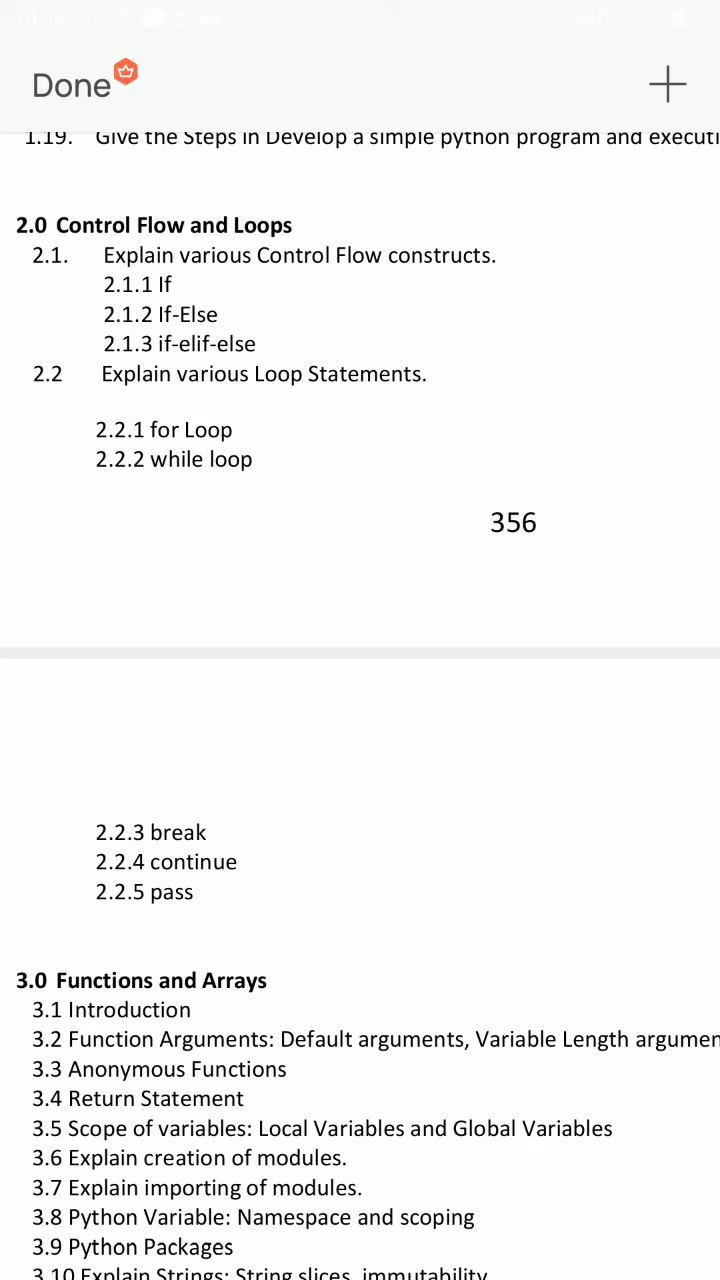 Done
1.19. Give the Steps in Develop a simple python program and executi
2.0 Control Flow and Loops
2.1. Explain various Control Flow constructs.
2.1.1 If
2.1.2 If-Else
2.1.3 if-elif-else
2.2 Explain various Loop Statements.
2.2.1 for Loop
2.2.2 while loop
356
2.2.3 break
2.2.4 continue
2.2.5 pass
3.0 Functions and Arrays
3.1 Introduction
3.2 Function Arguments: Default arguments, Variable Length argumen
3.3 Anonymous Functions
3.4 Return Statement
3.5 Scope of variables: Local Variables and Global Variables
3.6 Explain creation of modules.
3.7 Explain importing of modules.
3.8 Python Variable: Namespace and scoping
3.9 Python Packages
3.10 Explain Strings: String slices, immutability